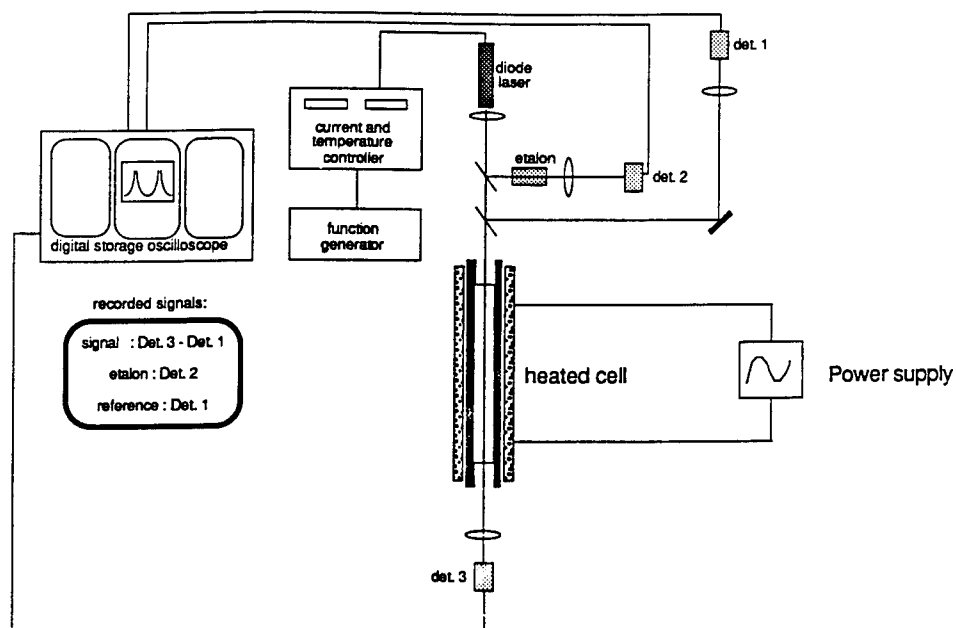 det. 1
diode
laser
current and
temperature
controller
etalon
det. 2
function
generator
digital storage oscilloscope
recorded signals:
signal : Det. 3 - Det. 1
etalon : Det. 2
reference : Det. 1
heated cell
Power supply
det. 3